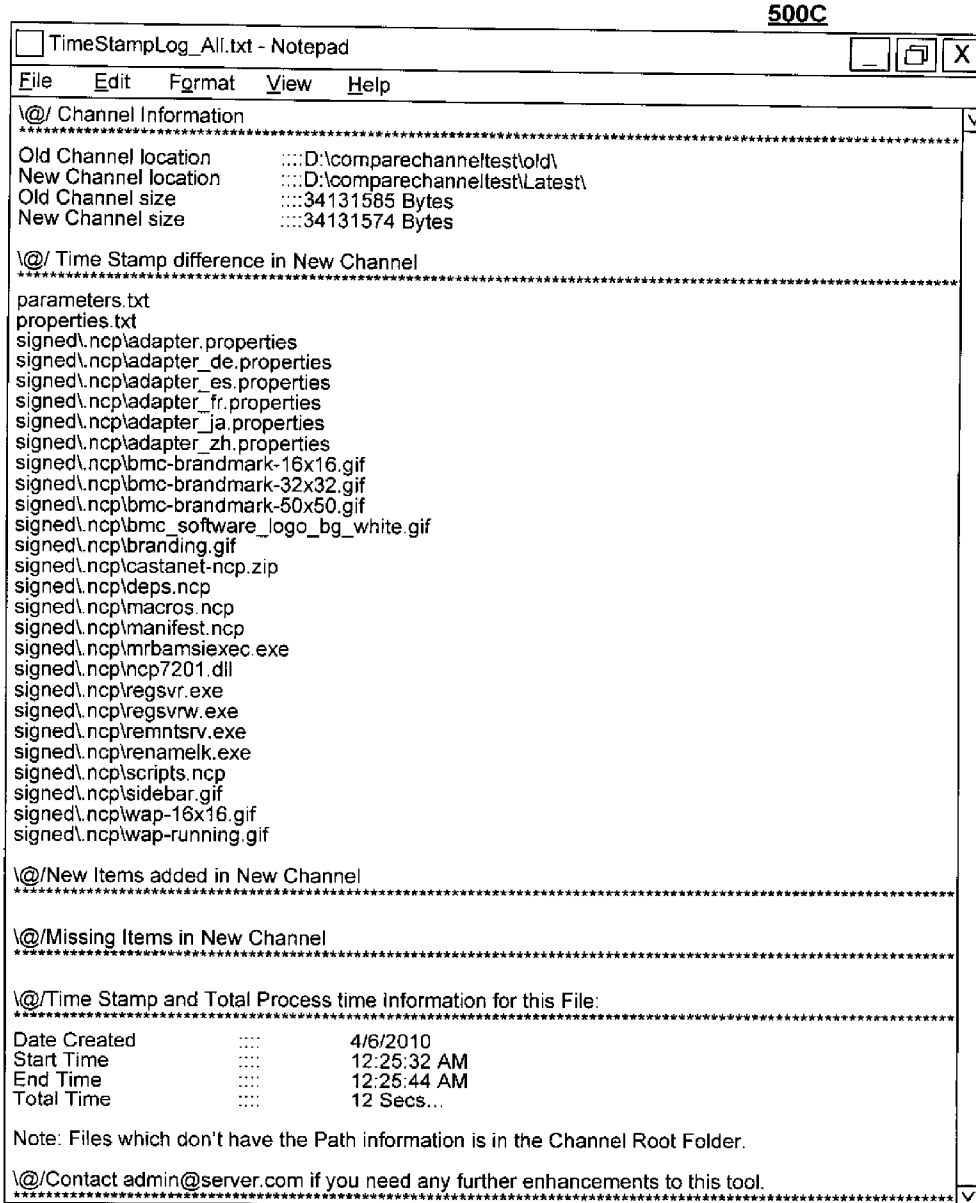 500C
TimeStampLog_All.txt - Notepad
_ X
File Edit Format View Help
\@/ Channel Information
****************************************************************************************************
Old Channel location ::::D:\comparechanneltest\old\
New Channel location ::::D:\comparechanneltest\Latest\
Old Channel size ::::34131585 Bytes
New Channel size ::::34131574 Bytes
\@/ Time Stamp difference in New Channel
****************************************************************************************************
parameters.txt
properties.txt
signed\.ncp\adapter.properties
signed\.ncp\adapter_de.properties
signed\.ncp\adapter_es.properties
signed\.ncp\adapter_fr.properties
signed\.ncp\adapter_ja.properties
signed\.ncp\adapter_zh.properties
signed\.ncp\bmc-brandmark-16x16.gif
signed\.ncp\bmc-brandmark-32x32.gif
signed\.ncp\bmc-brandmark-50x50.gif
signed\.ncp\bmc_software_logo_bg_white.gif
signed\.ncp\branding.gif
signed\.ncp\castanet-ncp.zip
signed\.ncp\deps.ncp
signed\.ncp\macros.ncp
signed\.ncp\manifest.ncp
signed\.ncp\mrbamsiexec.exe
signed\.ncp\ncp7201.dll
signed\.ncp\regsvr.exe
signed\.ncp\regsvrw.exe
signed\.ncp\remntsrv.exe
signed\.ncp\renamelk.exe
signed\.ncp\scripts.ncp
signed\.ncp\sidebar.gif
signed\.ncp\wap-16x16.gif
signed\.ncp\wap-running.gif
\@/New Items added in New Channel
****************************************************************************************************
\@/Missing Items in New Channel
****************************************************************************************************
\@/Time Stamp and Total Process time Information for this File:
****************************************************************************************************
Date Created :::: 4/6/2010
Start Time :::: 12:25:32 AM
End Time :::: 12:25:44 AM
Total Time :::: 12 Secs...
Note: Files which don't have the Path information is in the Channel Root Folder.
\@/Contact admin@server.com if you need any further enhancements to this tool.
****************************************************************************************************